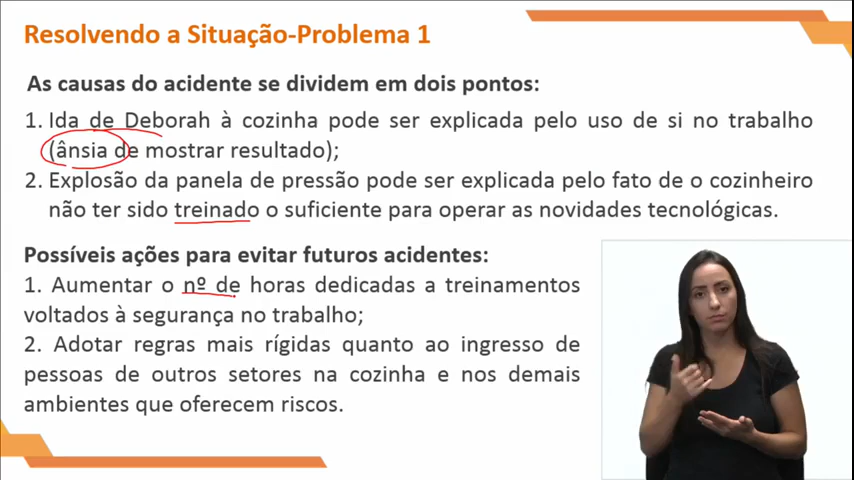 Resolvendo a Situação-Problema 1
As causas do acidente se dividem em dois pontos:
1. Ida de Deborah à cozinha pode ser explicada pelo uso de si no trabalho
(ânsia de mostrar resultado);
2. Explosão da panela de pressão pode ser explicada pelo fato de o cozinheiro
não ter sido treinado o suficiente para operar as novidades tecnológicas.
Possíveis ações para evitar futuros acidentes:
1. Aumentar o nº de horas dedicadas a treinamentos
voltados à segurança no trabalho;
2. Adotar regras mais rígidas quanto ao ingresso de
pessoas de outros setores na cozinha e nos demais
ambientes que oferecem riscos.